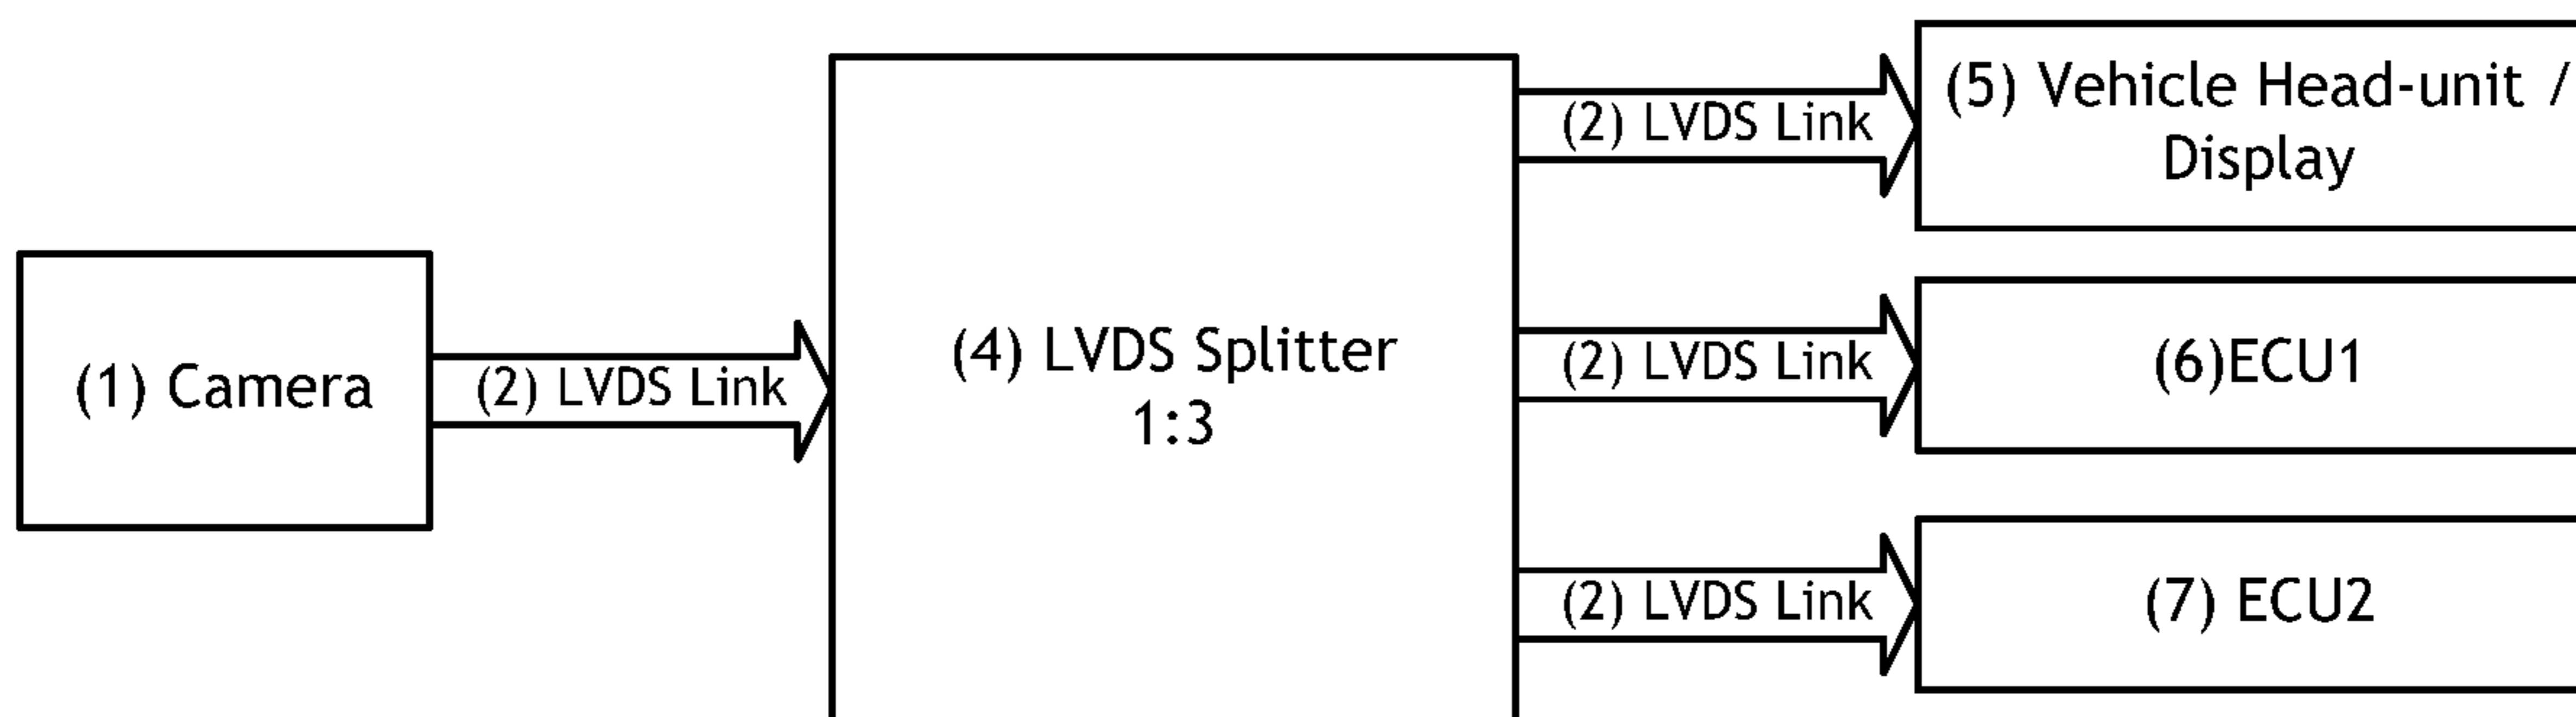 (1) Camera
(2) LVDS Link
(4) LVDS Splitter
1:3
(2) LVDS Link
(5) Vehicle Head-unit /
Display
(2) LVDS Link
(6)ECU1
(2) LVDS Link
(7) ECU2